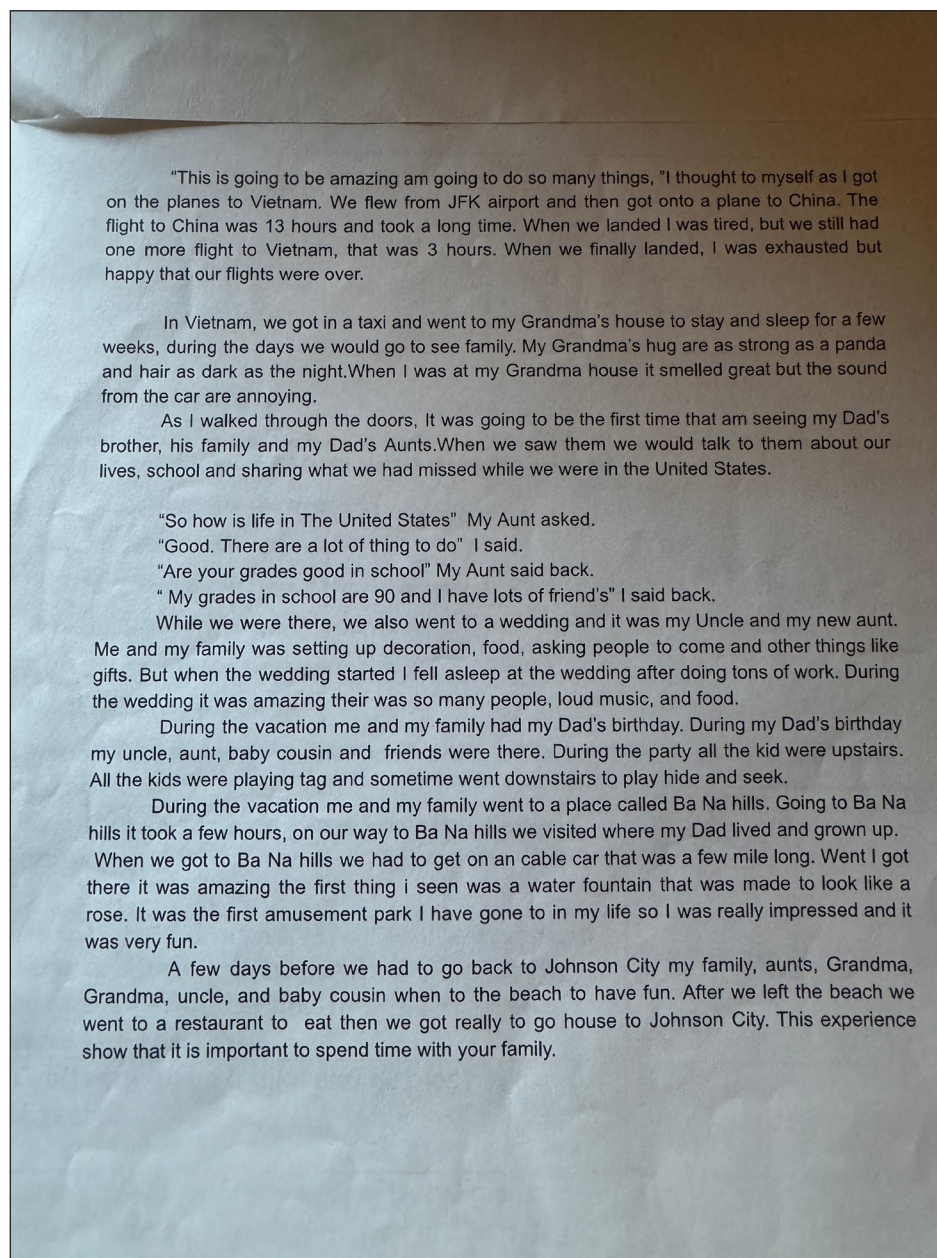 “This is going to be amazing am going to do so many things, "I thought to myself as I got
on the planes to Vietnam. We flew from JFK airport and then got onto a plane to China. The
flight to China was 13 hours and took a long time. When we landed I was tired, but we still had
one more flight to Vietnam, that was 3 hours. When we finally landed, I was exhausted but
happy that our flights were over.
In Vietnam, we got in a taxi and went to my Grandma's house to stay and sleep for a few
weeks, during the days we would go to see family. My Grandma's hug are as strong as a panda
and hair as dark as the night.When I was at my Grandma house it smelled great but the sound
from the car are annoying.
As I walked through the doors, It was going to be the first time that am seeing my Dad's
brother, his family and my Dad's Aunts.When we saw them we would talk to them about our
lives, school and sharing what we had missed while we were in the United States.
“So how is life in The United States”  My Aunt asked.
“Good. There are a lot of thing to do”  I said.
“Are your grades good in school” My Aunt said back.
“ My grades in school are 90 and I have lots of friend's” I said back.
While we were there, we also went to a wedding and it was my Uncle and my new aunt.
Me and my family was setting up decoration, food, asking people to come and other things like
gifts. But when the wedding started I fell asleep at the wedding after doing tons of work. During
the wedding it was amazing their was so many people, loud music, and food.
During the vacation me and my family had my Dad's birthday. During my Dad's birthday
my uncle, aunt, baby cousin and  friends were there. During the party all the kid were upstairs.
All the kids were playing tag and sometime went downstairs to play hide and seek.
During the vacation me and my family went to a place called Ba Na hills. Going to Ba Na
hills it took a few hours, on our way to Ba Na hills we visited where my Dad lived and grown up.
When we got to Ba Na hills we had to get on an cable car that was a few mile long. Went I got
there it was amazing the first thing i seen was a water fountain that was made to look like a
rose. It was the first amusement park I have gone to in my life so I was really impressed and it
was very fun.
A few days before we had to go back to Johnson City my family, aunts, Grandma,
Grandma, uncle, and baby cousin when to the beach to have fun. After we left the beach we
went to a restaurant to  eat then we got really to go house to Johnson City. This experience
show that it is important to spend time with your family.